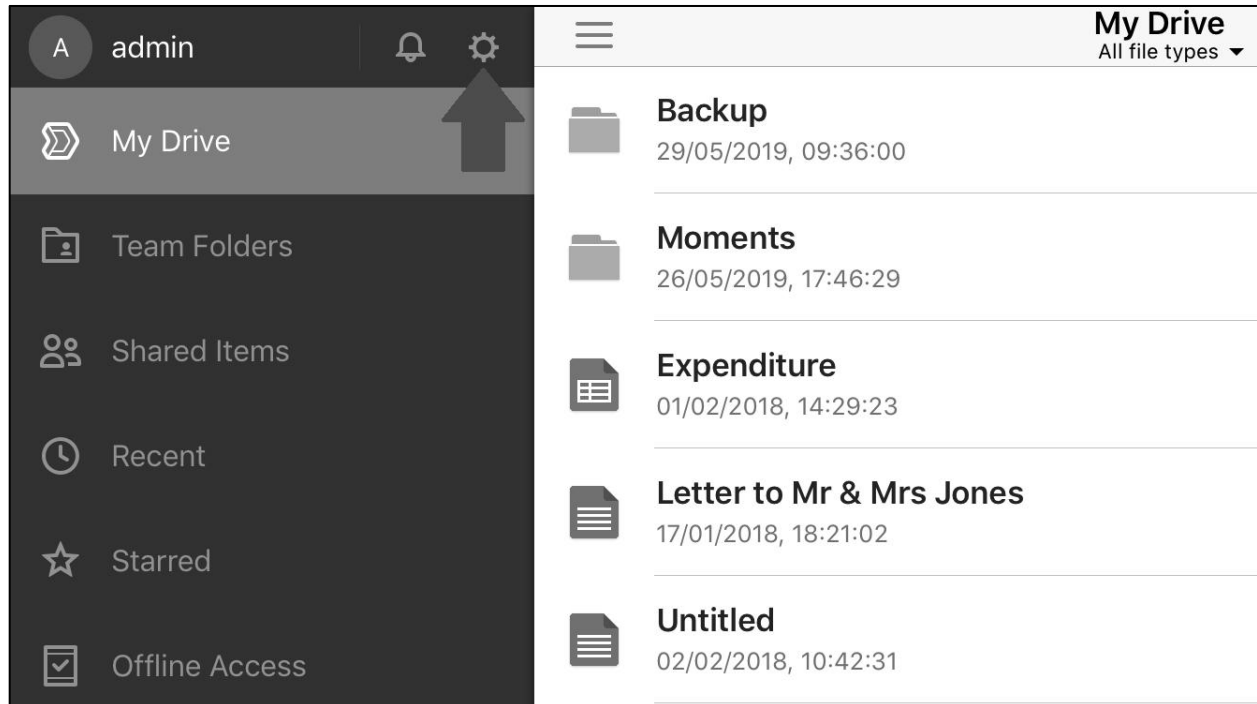 A
admin
My Drive
Team Folders
Shared Items
Recent
Starred
Offline Access
My Drive
All file types
Backup
29/05/2019, 09:36:00
Moments
26/05/2019, 17:46:29
Expenditure
01/02/2018, 14:29:23
Letter to Mr & Mrs Jones
17/01/2018, 18:21:02
Untitled
02/02/2018, 10:42:31